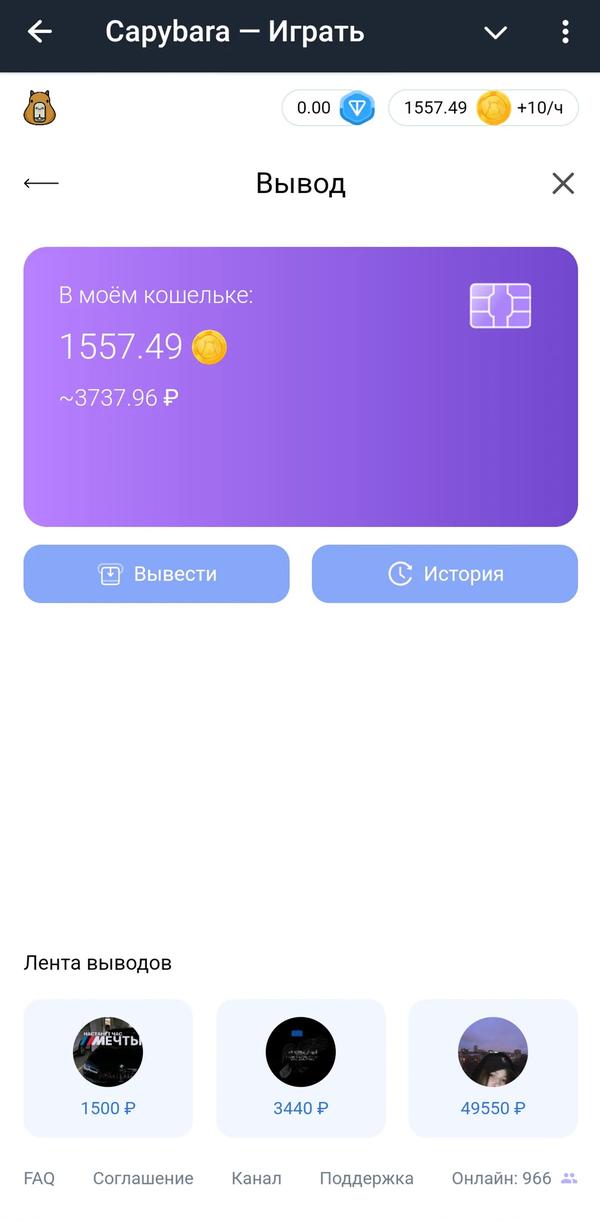 Capybara — Играть
0.00
1557.49 +10/ч
Вывод
В моём кошельке:
1557.49
~3737.96 ₽
Вывести
История
Лента выводов
НАСТАНЕТ ЧАС
МЕЧТЫ
1500 ₽
3440 ₽
49550 ₽
FAQ
Соглашение
Канал
Поддержка
Онлайн: 966